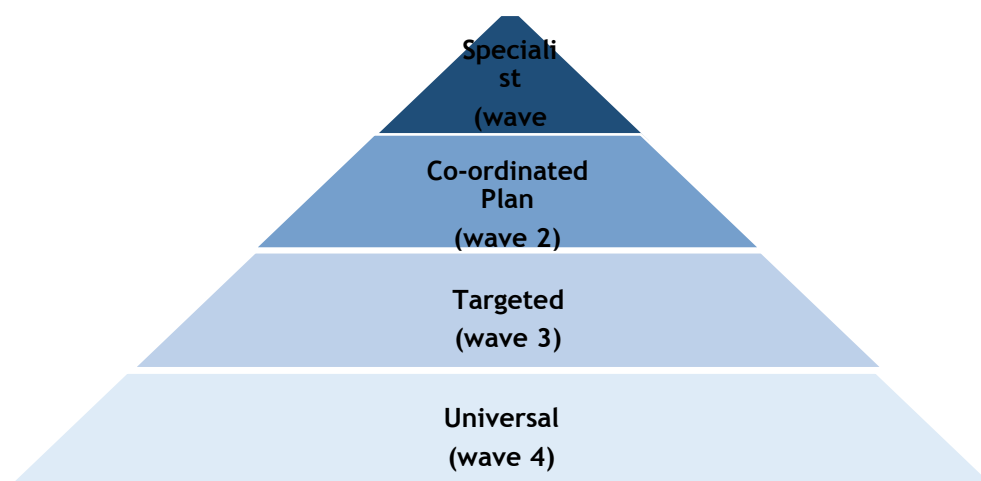 Speciali
st
(wave
Co-ordinated
Plan
(wave 2)
Targeted
(wave 3)
Universal
(wave 4)